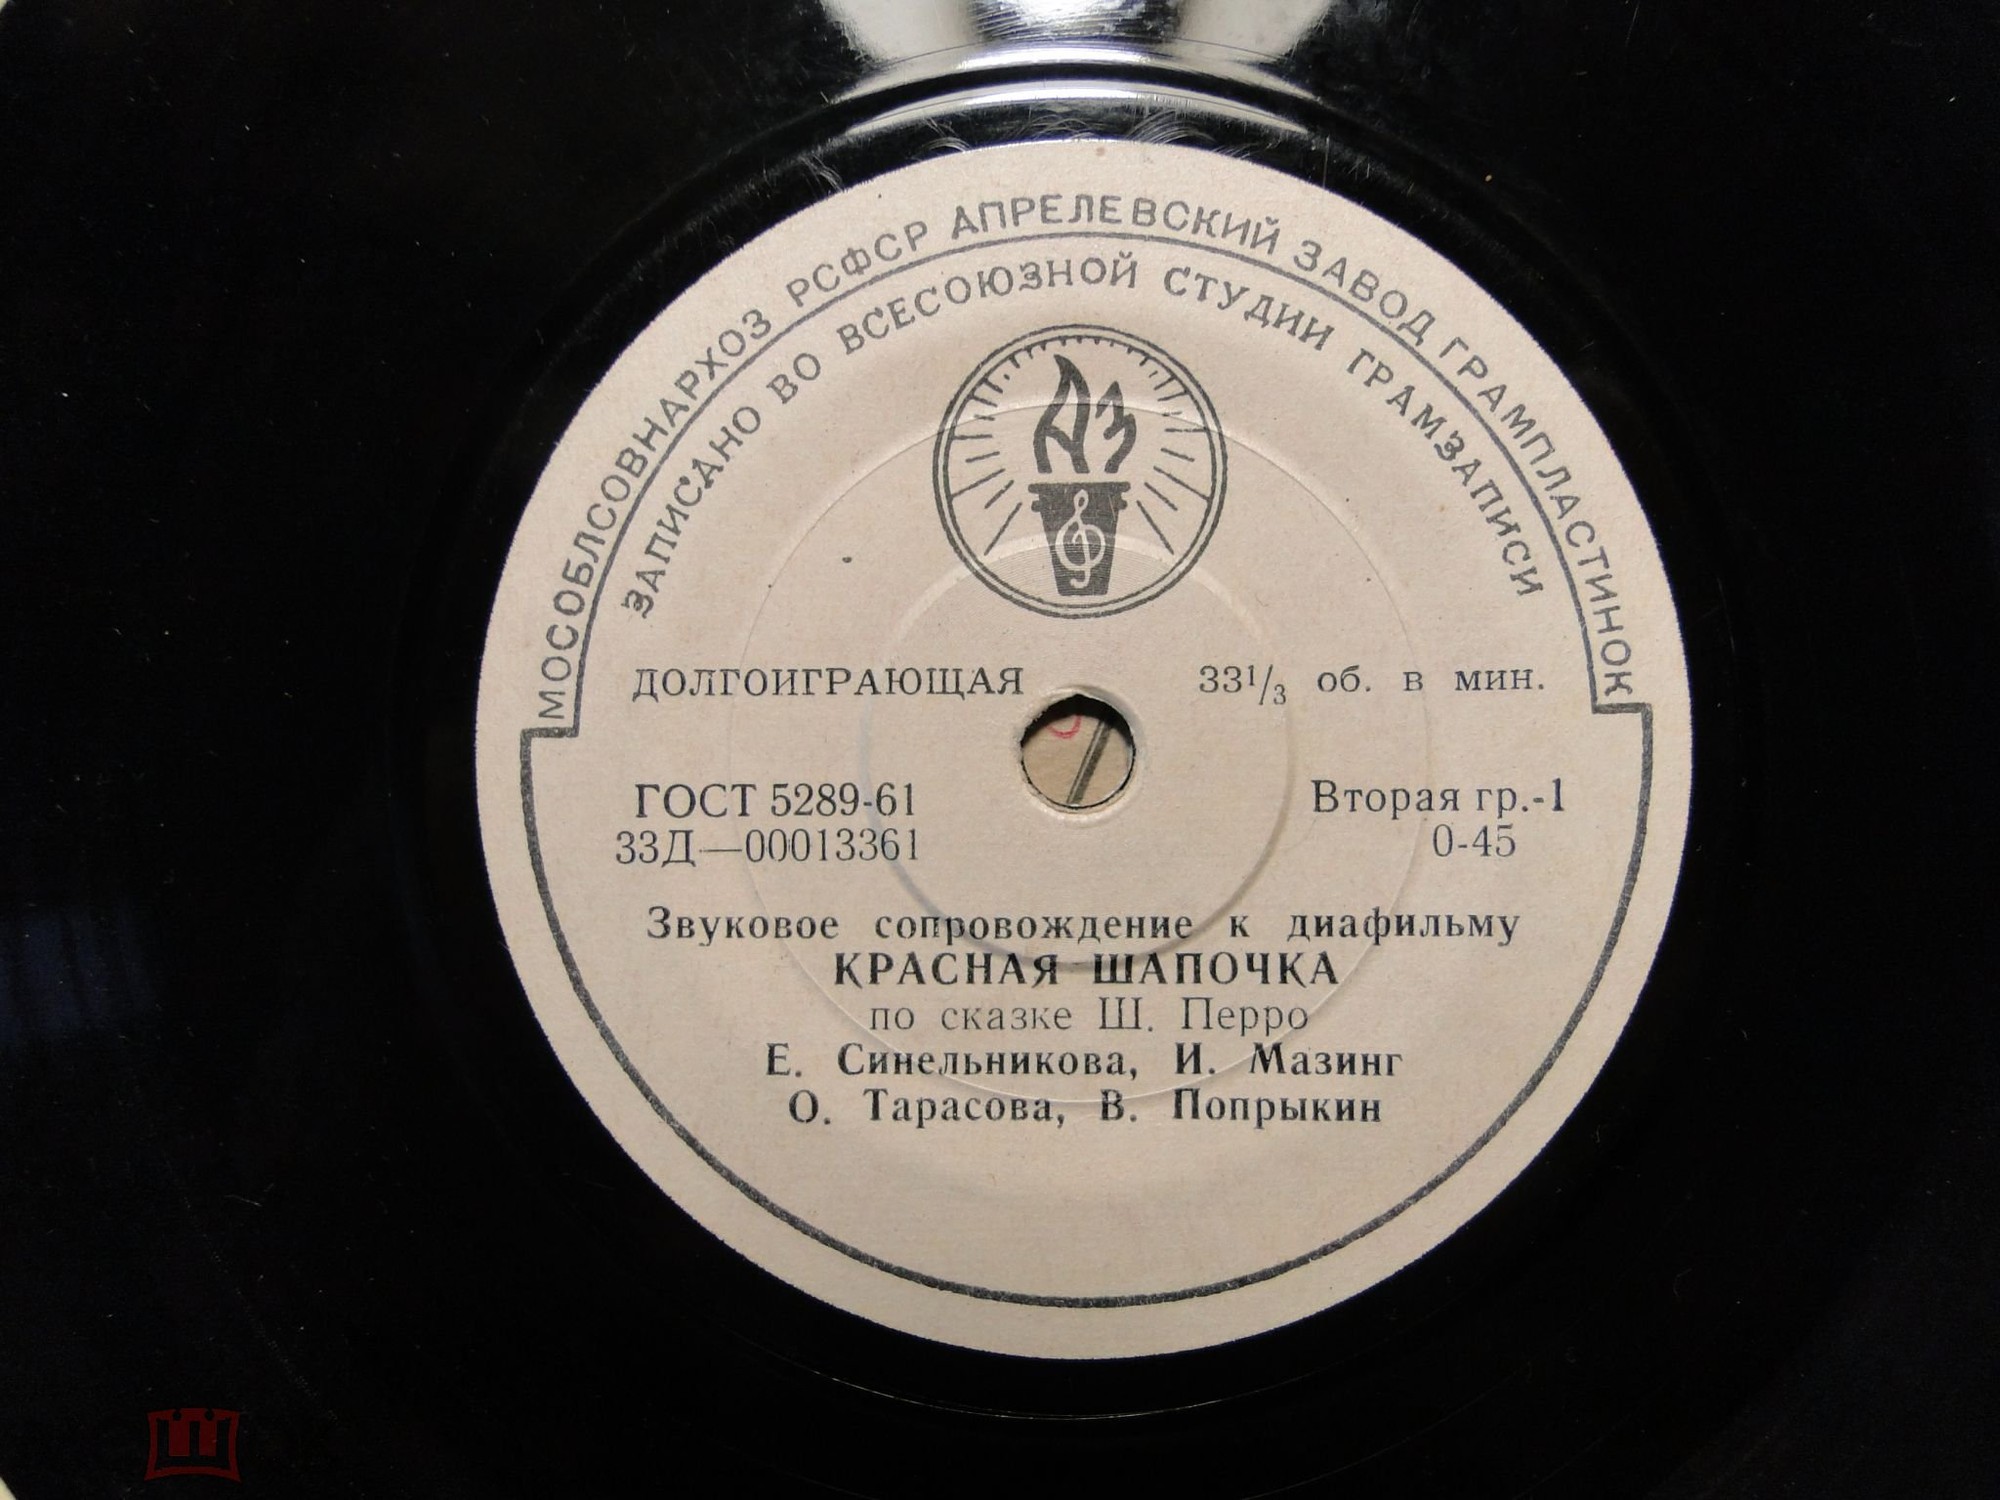 МОСОБЛСОВНАРХОЗ РСФСР АПРЕЛЕВСКИЙ ЗАВОД ГРАМПЛАСТИНОК
ЗАПИСАНО ВО ВСЕСОЮЗНОЙ СТУДИИ ГРАМЗАПИСИ
АЗ
ДОЛГОИГРАЮЩАЯ 33 1/3 об. в мин.
ГОСТ 5289-61 Вторая гр.-1
33Д—00013361 0-45
Звуковое сопровождение к диафильму
КРАСНАЯ ШАПОЧКА
по сказке Ш. Перро
Е. Синельникова, И. Мазинг
О. Тарасова, В. Попрыкин